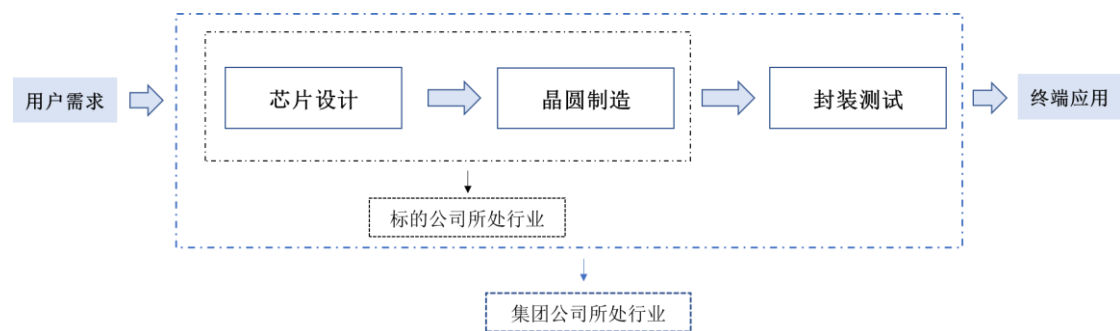 用户需求
芯片设计
晶圆制造
封装测试
终端应用
标的公司所处行业
集团公司所处行业